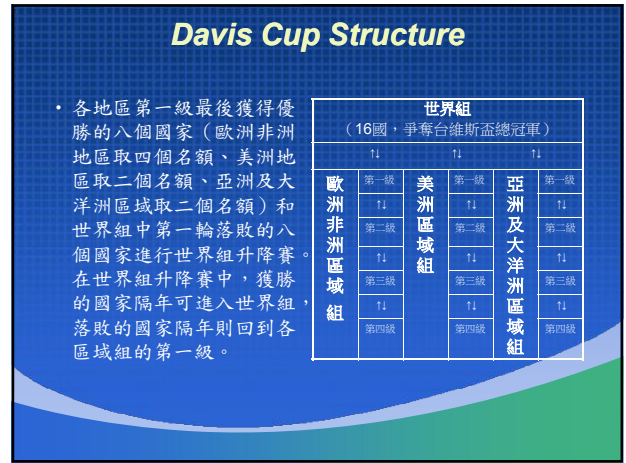 Davis Cup Structure
• 各地區第一級最後獲得優
勝的八個國家（歐洲非洲
地區取四個名額、美洲地
區取二個名額、亞洲及大
洋洲區域取二個名額）和
世界組中第一輪落敗的八
個國家進行世界組升降賽。
在世界組升降賽中，獲勝
的國家隔年可進入世界組，
落敗的國家隔年則回到各
區域組的第一級。
世界組
（16國，爭奪台維斯盃總冠軍）
↑↓ ↑↓ ↑↓
歐洲非洲區域組
第一級
↑↓
第二級
↑↓
第三級
↑↓
第四級
美洲區域組
第一級
↑↓
第二級
↑↓
第三級
↑↓
第四級
亞洲及大洋洲區域組
第一級
↑↓
第二級
↑↓
第三級
↑↓
第四級